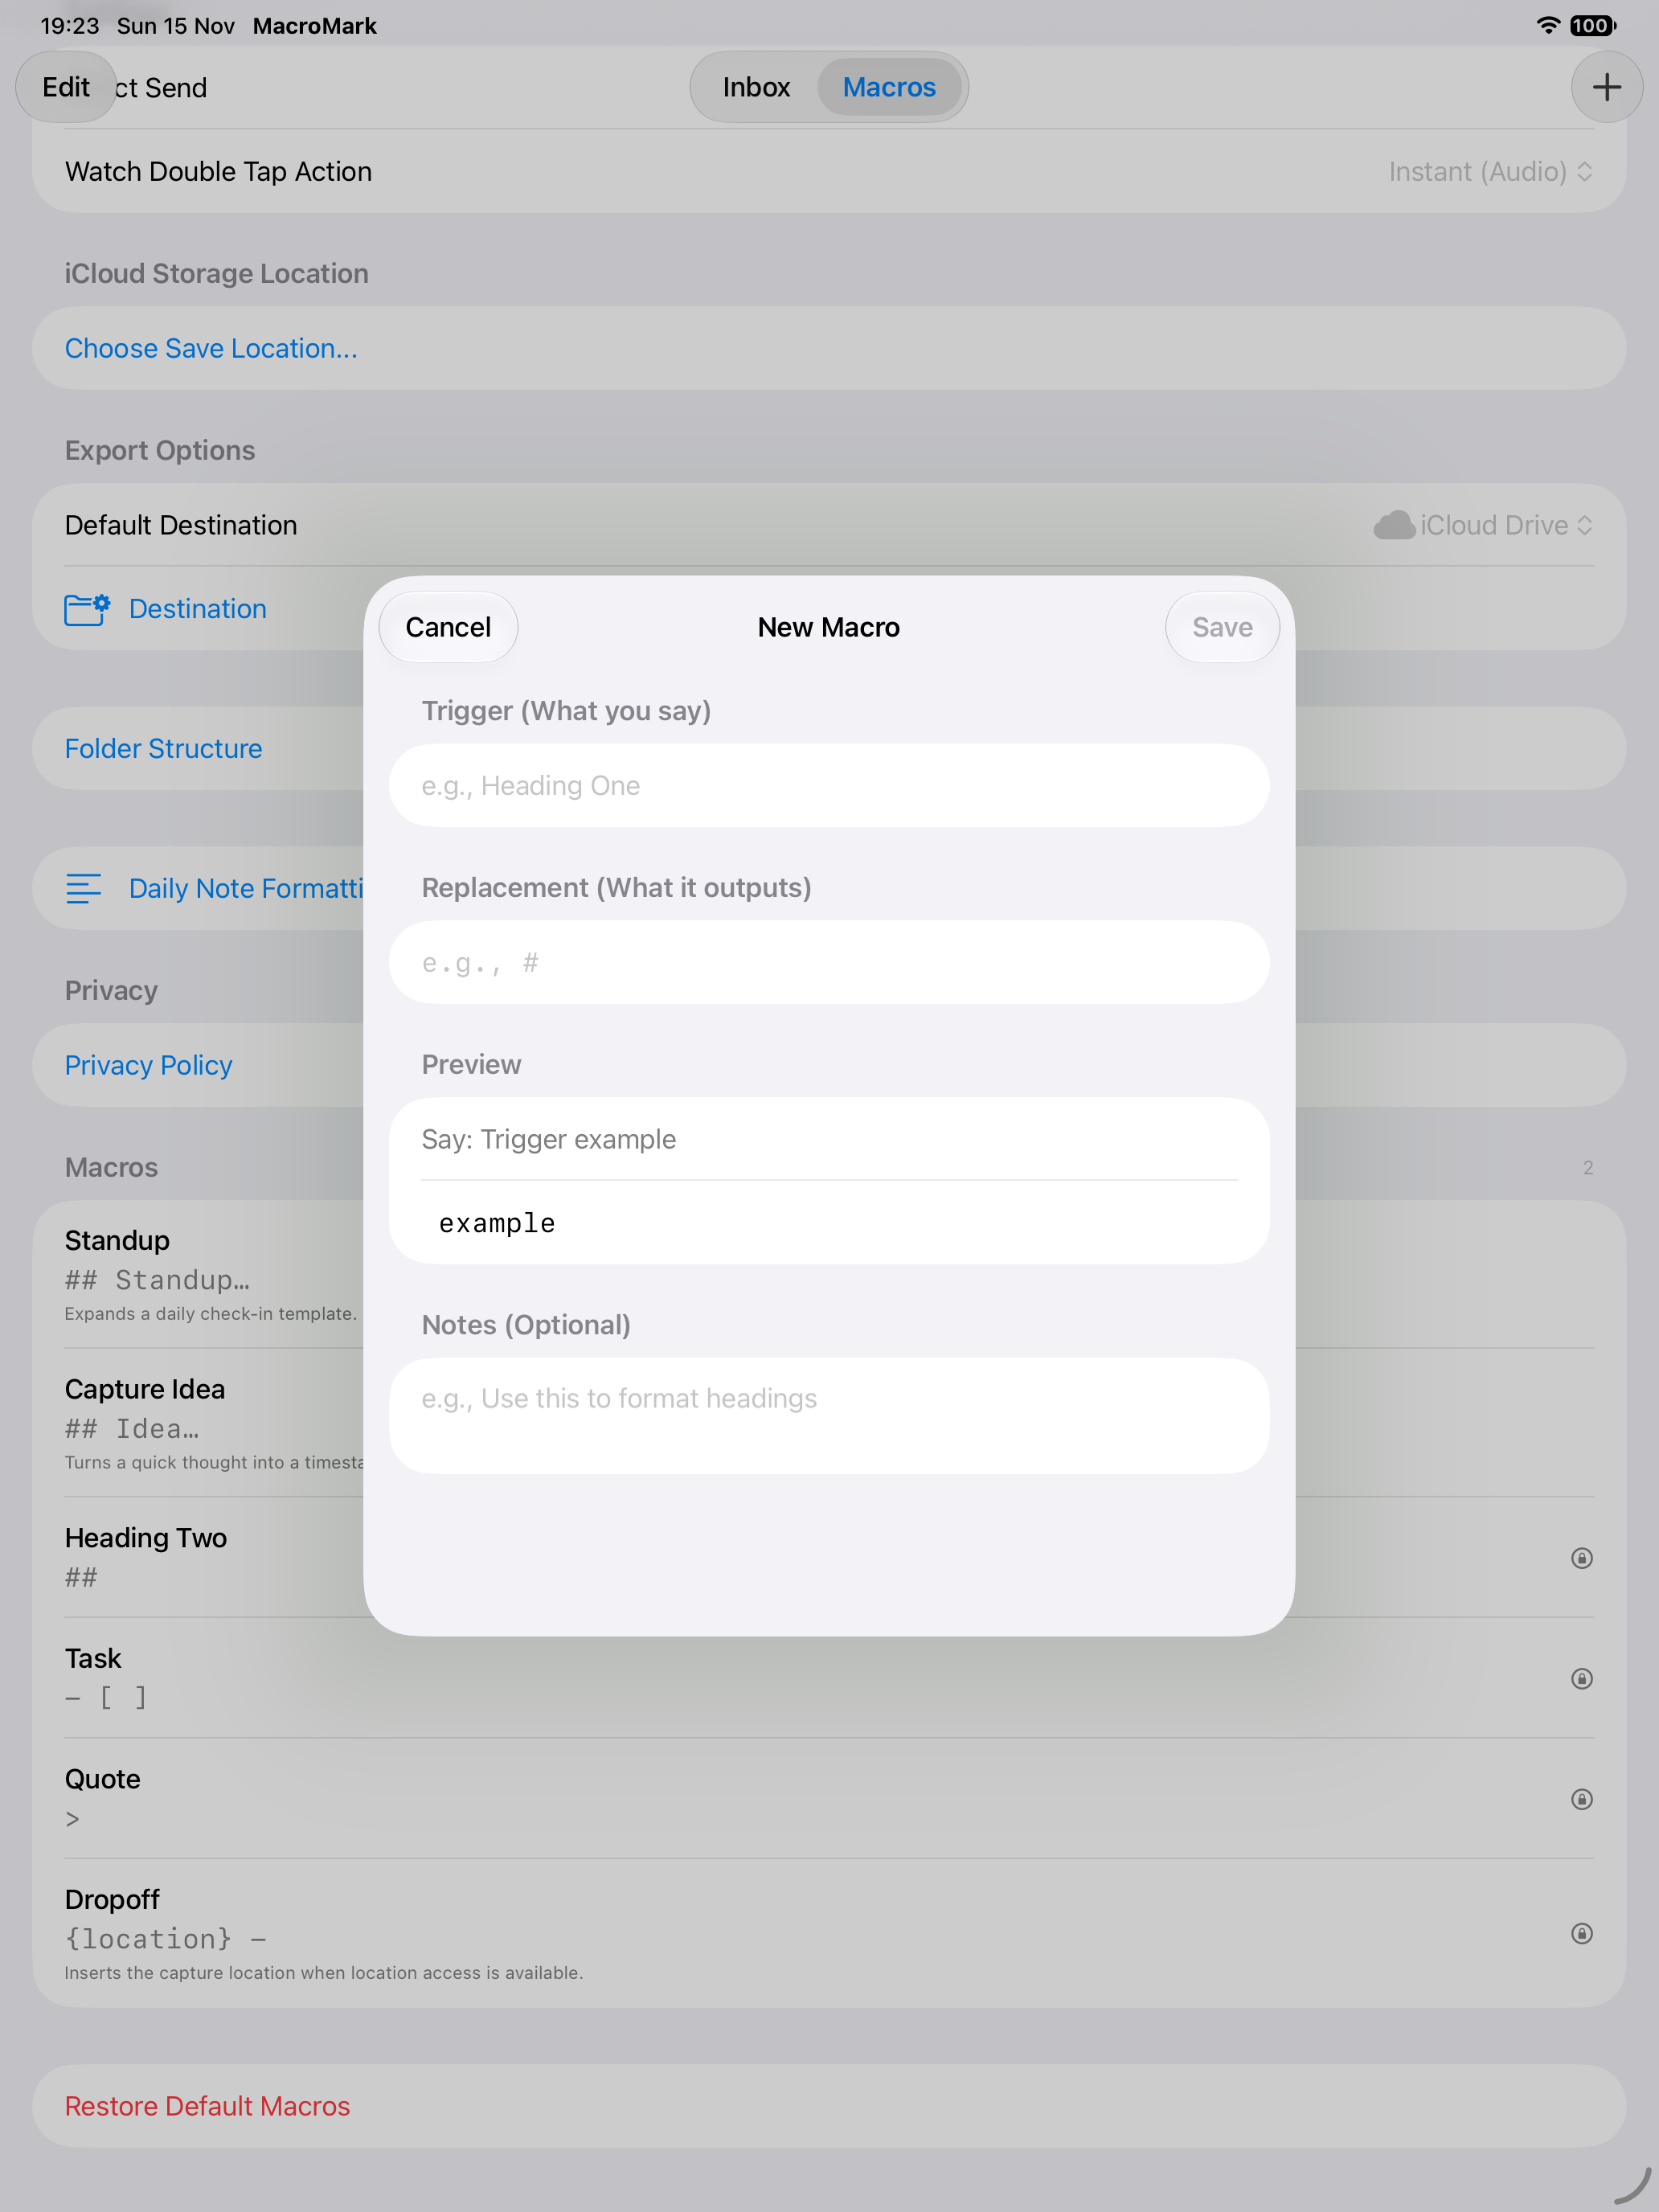 19:23 Sun 15 Nov MacroMark
100
Edit
ct Send
Inbox
Macros
Watch Double Tap Action
Instant (Audio)
iCloud Storage Location
Choose Save Location...
Export Options
Default Destination
iCloud Drive
Destination
Folder Structure
Daily Note Formatti
Privacy
Privacy Policy
Macros
2
Standup
## Standup…
Expands a daily check-in template.
Capture Idea
## Idea…
Turns a quick thought into a timesta
Heading Two
##
Task
– [ ]
Quote
>
Dropoff
{location} –
Inserts the capture location when location access is available.
Restore Default Macros
Cancel
New Macro
Save
Trigger (What you say)
e.g., Heading One
Replacement (What it outputs)
e.g., #
Preview
Say: Trigger example
example
Notes (Optional)
e.g., Use this to format headings